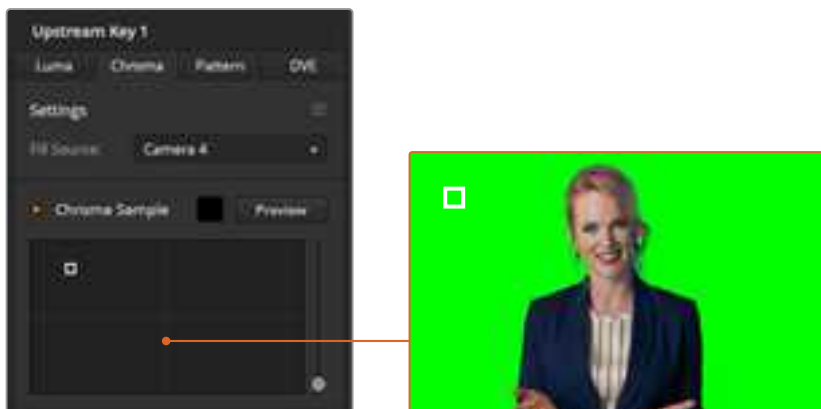 Upstream Key 1
Luma Chroma Pattern DVE
Settings
Fill Source: Camera 4
Chroma Sample Preview